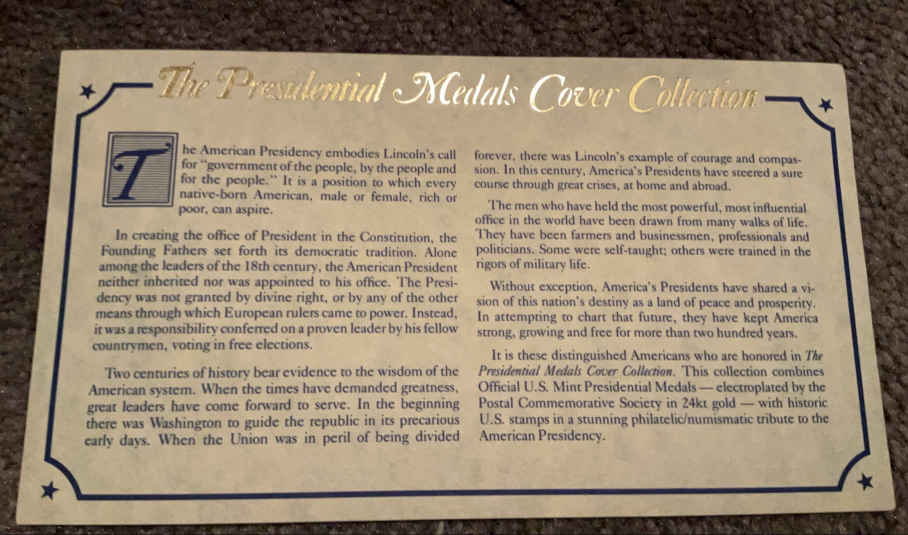 The Presidential Medals Cover Collection
The American Presidency embodies Lincoln's call
for "government of the people, by the people and
for the people." It is a position to which every
native-born American, male or female, rich or
poor, can aspire.
In creating the office of President in the Constitution, the
Founding Fathers set forth its democratic tradition. Alone
among the leaders of the 18th century, the American President
neither inherited nor was appointed to his office. The Presi-
dency was not granted by divine right, or by any of the other
means through which European rulers came to power. Instead,
it was a responsibility conferred on a proven leader by his fellow
countrymen, voting in free elections.
Two centuries of history bear evidence to the wisdom of the
American system. When the times have demanded greatness,
great leaders have come forward to serve. In the beginning
there was Washington to guide the republic in its precarious
early days. When the Union was in peril of being divided
forever, there was Lincoln's example of courage and compas-
sion. In this century, America's Presidents have steered a sure
course through great crises, at home and abroad.
The men who have held the most powerful, most influential
office in the world have been drawn from many walks of life.
They have been farmers and businessmen, professionals and
politicians. Some were self-taught; others were trained in the
rigors of military life.
Without exception, America's Presidents have shared a vi-
sion of this nation's destiny as a land of peace and prosperity.
In attempting to chart that future, they have kept America
strong, growing and free for more than two hundred years.
It is these distinguished Americans who are honored in The
Presidential Medals Cover Collection. This collection combines
Official U.S. Mint Presidential Medals — electroplated by the
Postal Commemorative Society in 24kt gold — with historic
U.S. stamps in a stunning philatelic/numismatic tribute to the
American Presidency.